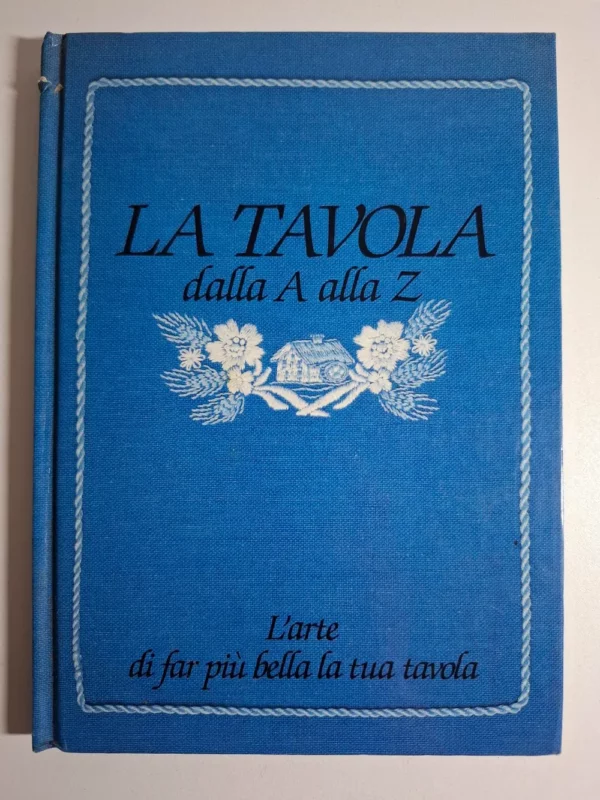 LA TAVOLA
dalla A alla Z
L'arte
di far più bella la tua tavola